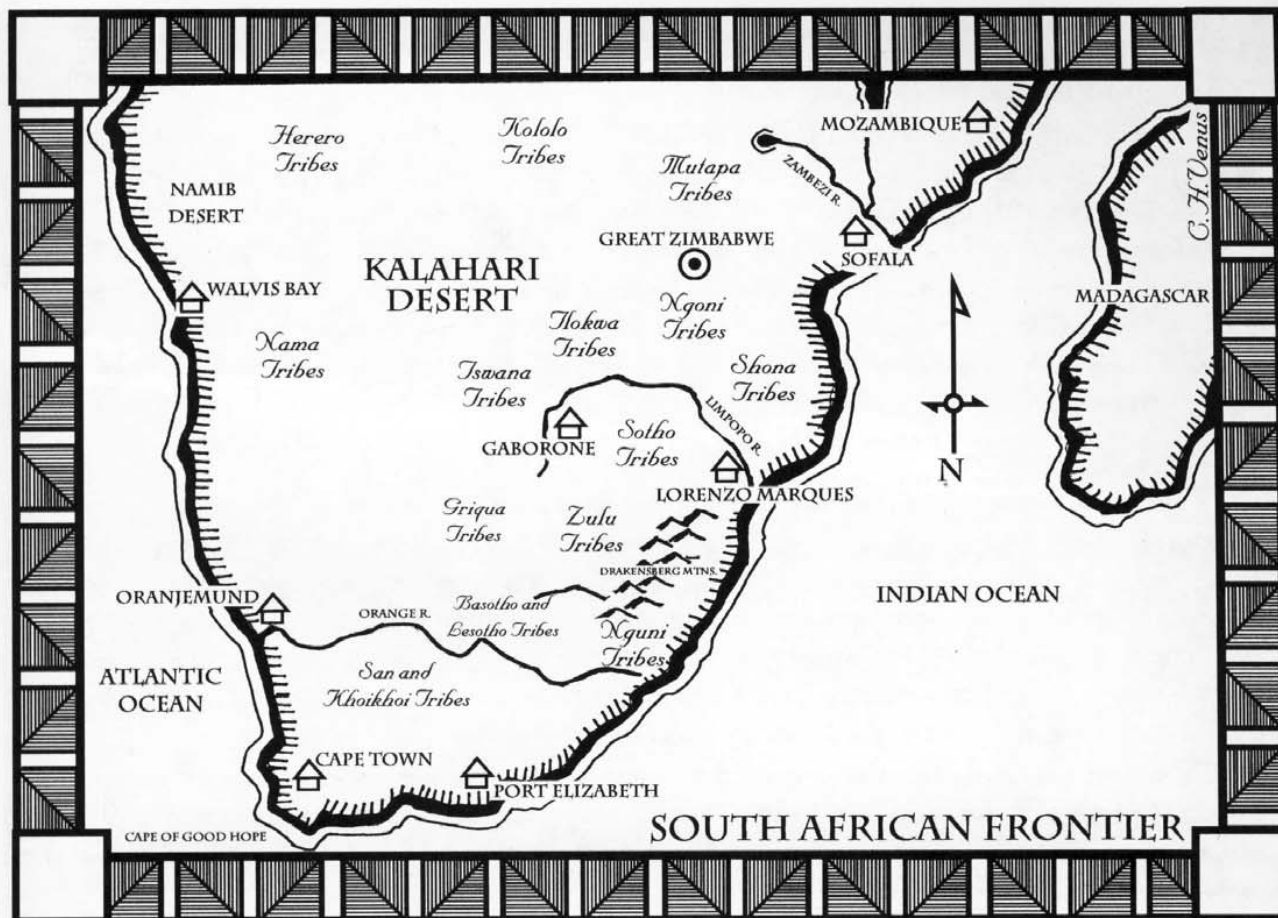 MOZAMBIQUE
Herero
Tribes
Kololo
Tribes
Mutapa
Tribes
ZAMBEZI R.
C. H. Venus
NAMIB
DESERT
GREAT ZIMBABWE
SOFALA
KALAHARI
DESERT
WALVIS BAY
MADAGASCAR
Ngoni
Tribes
Tlokwa
Tribes
Nama
Tribes
Tswana
Tribes
Shona
Tribes
LIMPOPO R.
GABORONE
Sotho
Tribes
N
LORENZO MARQUES
Griqua
Tribes
Zulu
Tribes
DRAKENSBERG MTNS.
ORANJEMUND
ORANGE R.
Basotho and
Lesotho Tribes
INDIAN OCEAN
Nguni
Tribes
ATLANTIC
OCEAN
San and
Khoikhoi Tribes
CAPE TOWN
PORT ELIZABETH
CAPE OF GOOD HOPE
SOUTH AFRICAN FRONTIER